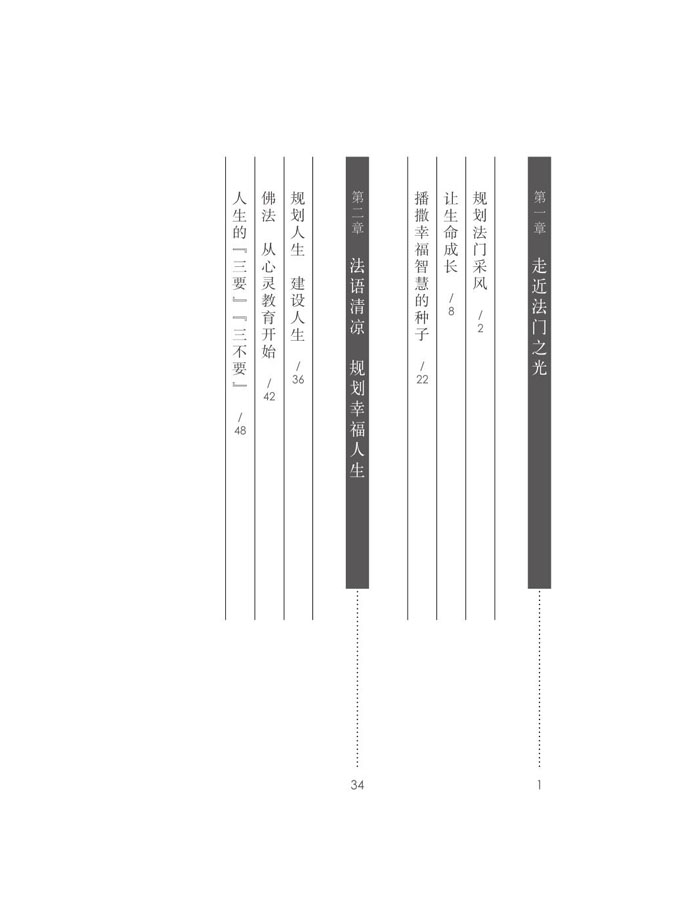 第一章 走近法门之光 1
规划法门采风 /2
让生命成长 /8
播撒幸福智慧的种子 /22
第二章 法语清凉 规划幸福人生 34
规划人生 建设人生 /36
佛法 从心灵教育开始 /42
人生的『三要』『三不要』 /48